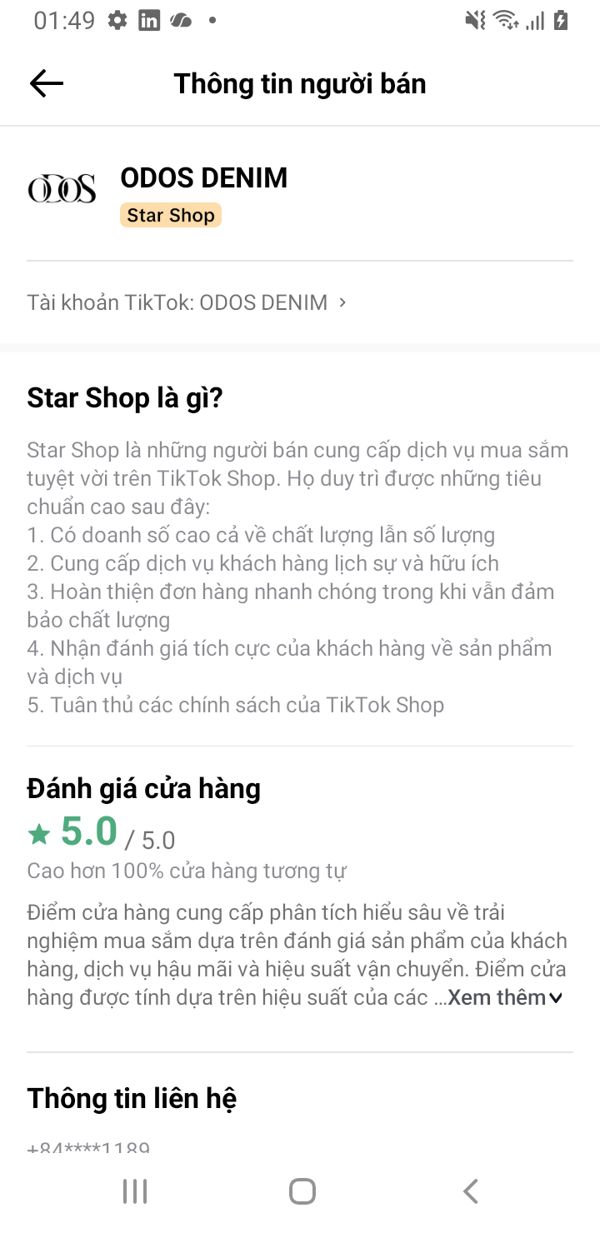 01:49
Thông tin người bán
ODOS
ODOS DENIM
Star Shop
Tài khoản TikTok: ODOS DENIM
Star Shop là gì?
Star Shop là những người bán cung cấp dịch vụ mua sắm
tuyệt vời trên TikTok Shop. Họ duy trì được những tiêu
chuẩn cao sau đây:
1. Có doanh số cao cả về chất lượng lẫn số lượng
2. Cung cấp dịch vụ khách hàng lịch sự và hữu ích
3. Hoàn thiện đơn hàng nhanh chóng trong khi vẫn đảm
bảo chất lượng
4. Nhận đánh giá tích cực của khách hàng về sản phẩm
và dịch vụ
5. Tuân thủ các chính sách của TikTok Shop
Đánh giá cửa hàng
5.0 / 5.0
Cao hơn 100% cửa hàng tương tự
Điểm cửa hàng cung cấp phân tích hiểu sâu về trải
nghiệm mua sắm dựa trên đánh giá sản phẩm của khách
hàng, dịch vụ hậu mãi và hiệu suất vận chuyển. Điểm cửa
hàng được tính dựa trên hiệu suất của các ...Xem thêm
Thông tin liên hệ
+84****1189